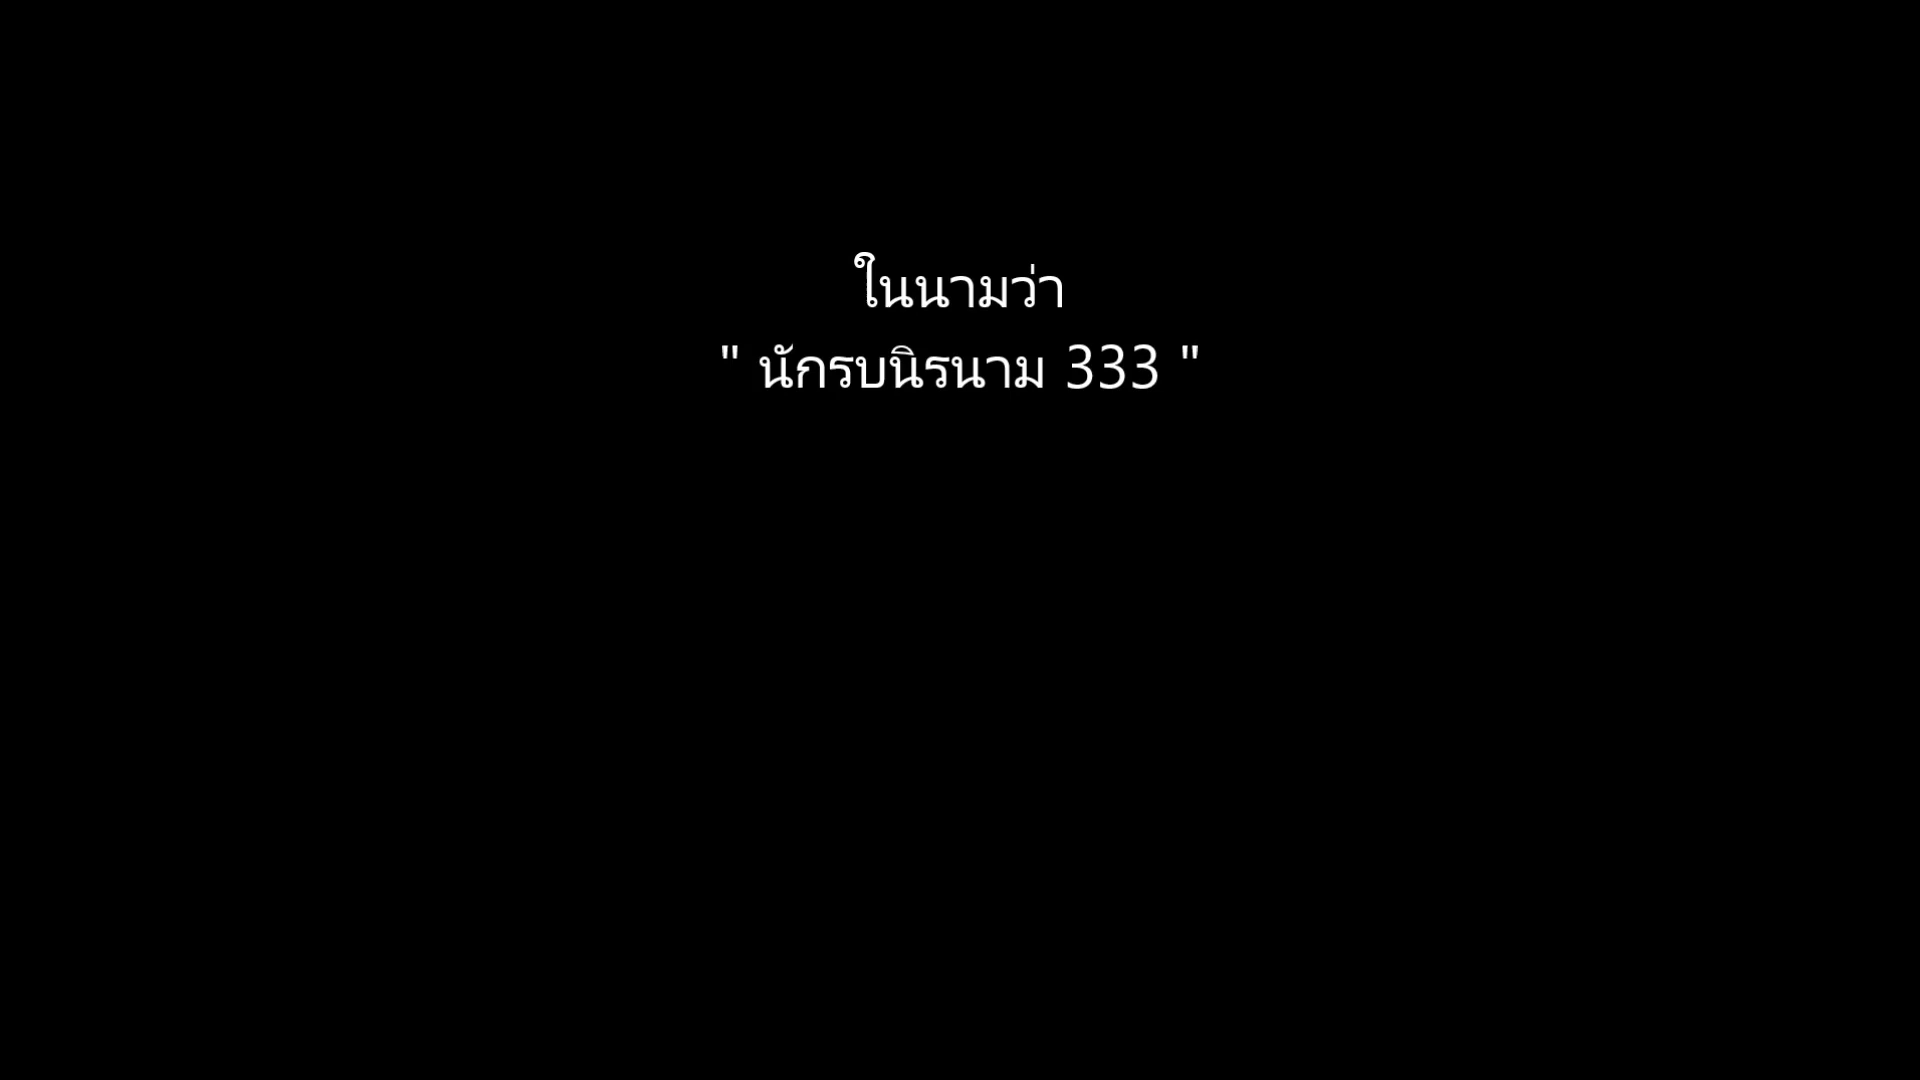 ในนามว่า
" นักรบนิรนาม 333 "